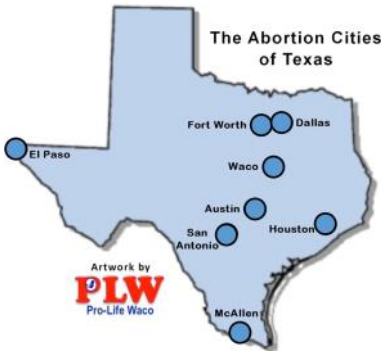 The Abortion Cities
of Texas
Fort Worth
Dallas
El Paso
Waco
Austin
San
Antonio
Houston
Artwork by
PLW
Pro-Life Waco
McAllen